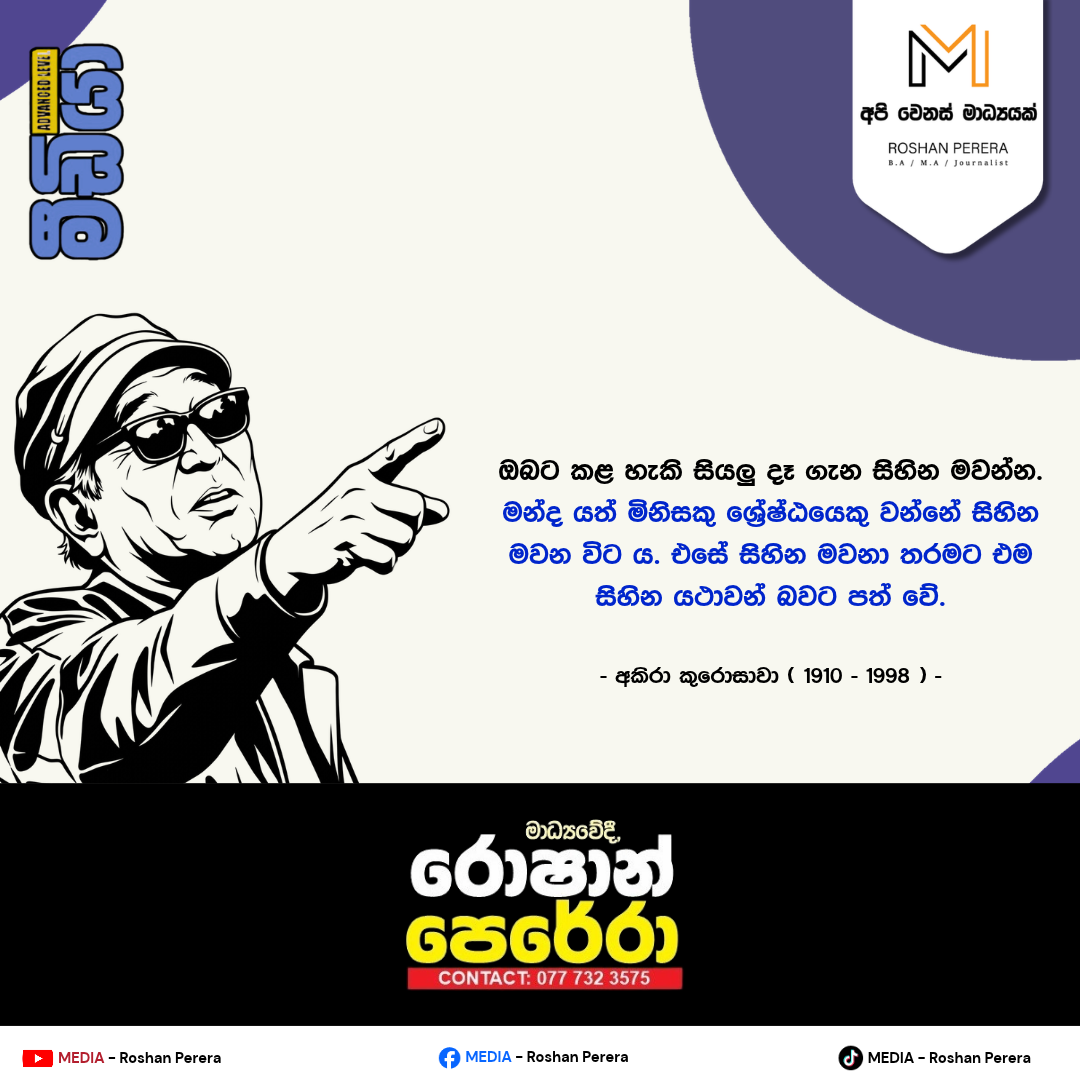 මීඩියා
ADVANCED LEVEL
අපි වෙනස් මාධ්‍යයක්
ROSHAN PERERA
B.A / M.A / Journalist
ඔබට කළ හැකි සියලු දෑ ගැන සිහින මවන්න.
මන්ද යත් මිනිසකු ශ්‍රේෂ්ඨයෙකු වන්නේ සිහින
මවන විට ය. එසේ සිහින මවනා තරමට එම
සිහින යථාවන් බවට පත් වේ.
- අකිරා කුරොසාවා ( 1910 - 1998 ) -
මාධ්‍යවේදී,
රොෂාන්
පෙරේරා
CONTACT: 077 732 3575
MEDIA - Roshan Perera
MEDIA - Roshan Perera
MEDIA - Roshan Perera